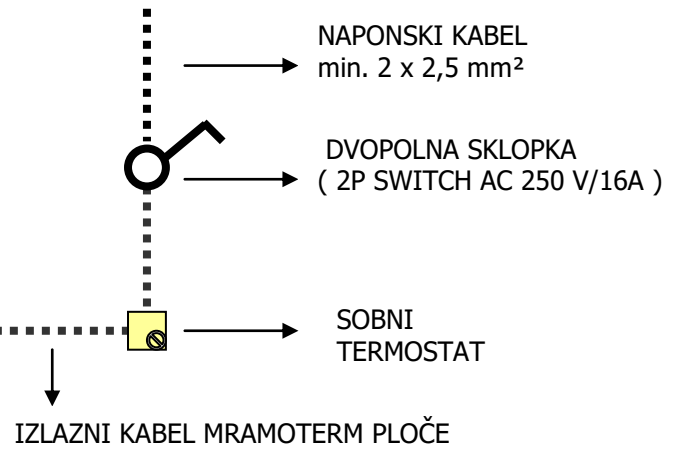 NAPONSKI KABEL
min. 2 x 2,5 mm²
DVOPOLNA SKLOPKA
( 2P SWITCH AC 250 V/16A )
SOBNI
TERMOSTAT
IZLAZNI KABEL MRAMOTERM PLOČE